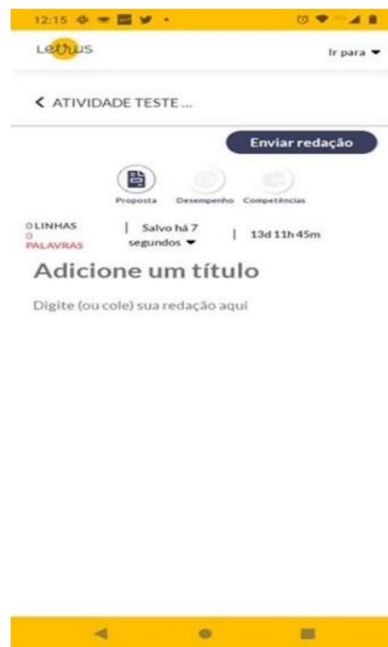 12:15
Letrus
Ir para
ATIVIDADE TESTE ...
Enviar redação
Proposta Desempenho Competências
0 LINHAS
0
PALAVRAS
Salvo há 7
segundos
13d 11h 45m
Adicione um título
Digite (ou cole) sua redação aqui